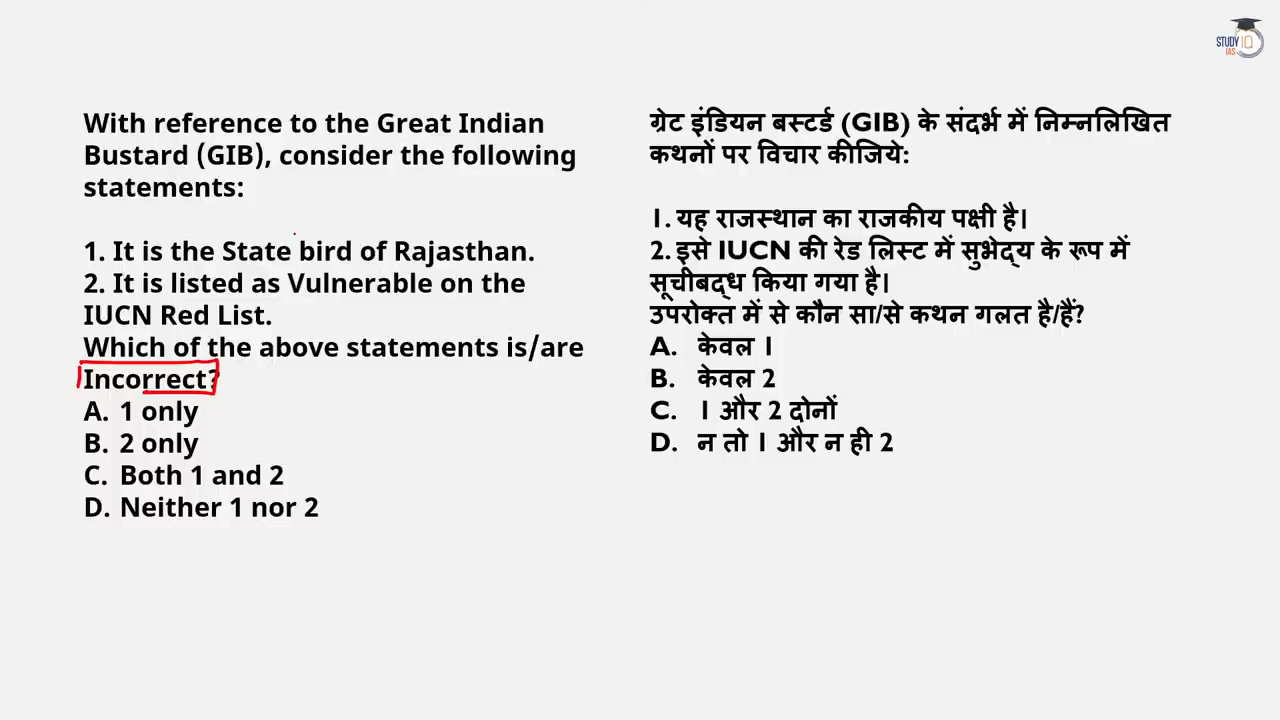 STUDY IQ
IAS
With reference to the Great Indian
Bustard (GIB), consider the following
statements:
1. It is the State bird of Rajasthan.
2. It is listed as Vulnerable on the
IUCN Red List.
Which of the above statements is/are
Incorrect?
A. 1 only
B. 2 only
C. Both 1 and 2
D. Neither 1 nor 2
ग्रेट इंडियन बस्टर्ड (GIB) के संदर्भ में निम्नलिखित
कथनों पर विचार कीजिये:
1. यह राजस्थान का राजकीय पक्षी है।
2. इसे IUCN की रेड लिस्ट में सुभेद्य के रूप में
सूचीबद्ध किया गया है।
उपरोक्त में से कौन सा/से कथन गलत है/हैं?
A. केवल 1
B. केवल 2
C. 1 और 2 दोनों
D. न तो 1 और न ही 2